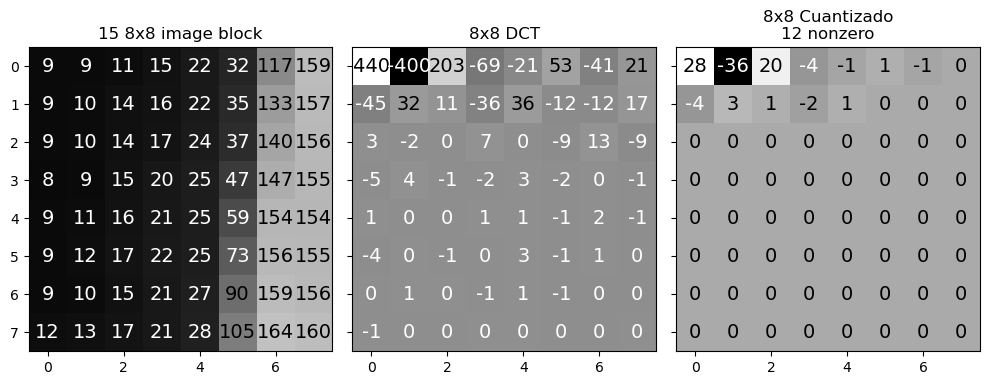 15 8x8 image block
8x8 DCT
8x8 Cuantizado
12 nonzero
0 9 9 11 15 22 32 117 159
1 9 10 14 16 22 35 133 157
2 9 10 14 17 24 37 140 156
3 8 9 15 20 25 47 147 155
4 9 11 16 21 25 59 154 154
5 9 12 17 22 25 73 156 155
6 9 10 15 21 27 90 159 156
7 12 13 17 21 28 105 164 160
0 2 4 6
440 -400 203 -69 -21 53 -41 21
-45 32 11 -36 36 -12 -12 17
3 -2 0 7 0 -9 13 -9
-5 4 -1 -2 3 -2 0 -1
1 0 0 1 1 -1 2 -1
-4 0 -1 0 3 -1 1 0
0 1 0 -1 1 -1 0 0
-1 0 0 0 0 0 0 0
0 2 4 6
28 -36 20 -4 -1 1 -1 0
-4 3 1 -2 1 0 0 0
0 0 0 0 0 0 0 0
0 0 0 0 0 0 0 0
0 0 0 0 0 0 0 0
0 0 0 0 0 0 0 0
0 0 0 0 0 0 0 0
0 0 0 0 0 0 0 0
0 2 4 6